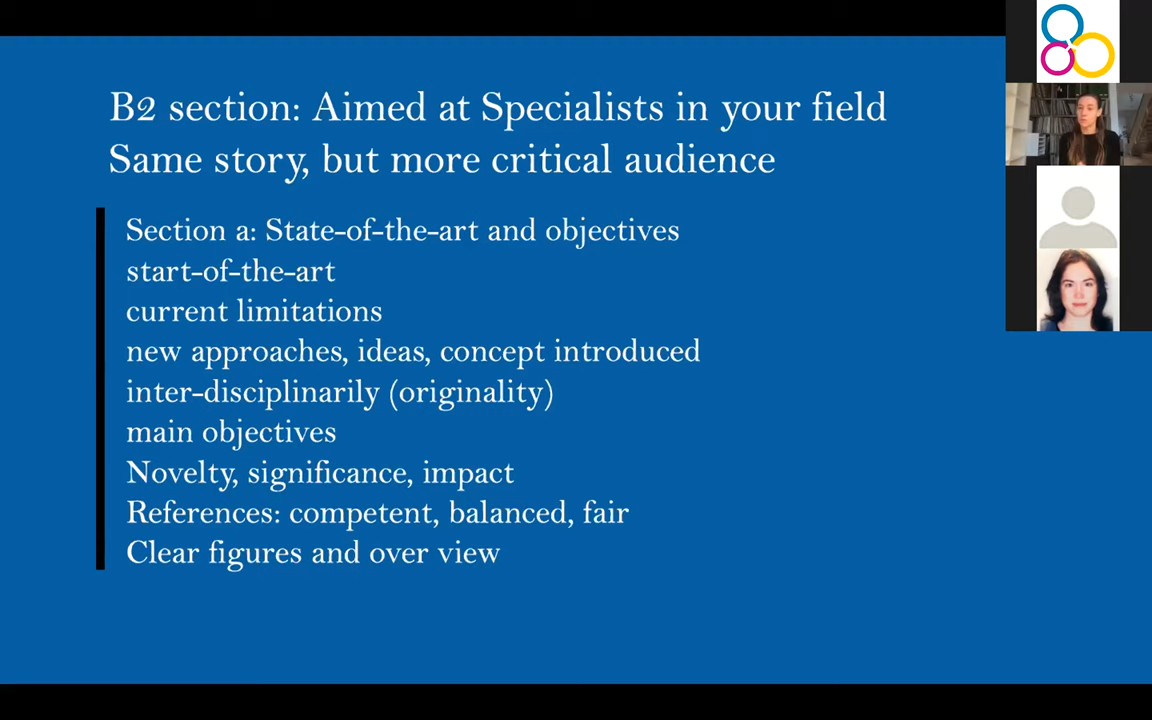 B2 section: Aimed at Specialists in your field
Same story, but more critical audience
Section a: State-of-the-art and objectives
start-of-the-art
current limitations
new approaches, ideas, concept introduced
inter-disciplinarily (originality)
main objectives
Novelty, significance, impact
References: competent, balanced, fair
Clear figures and over view